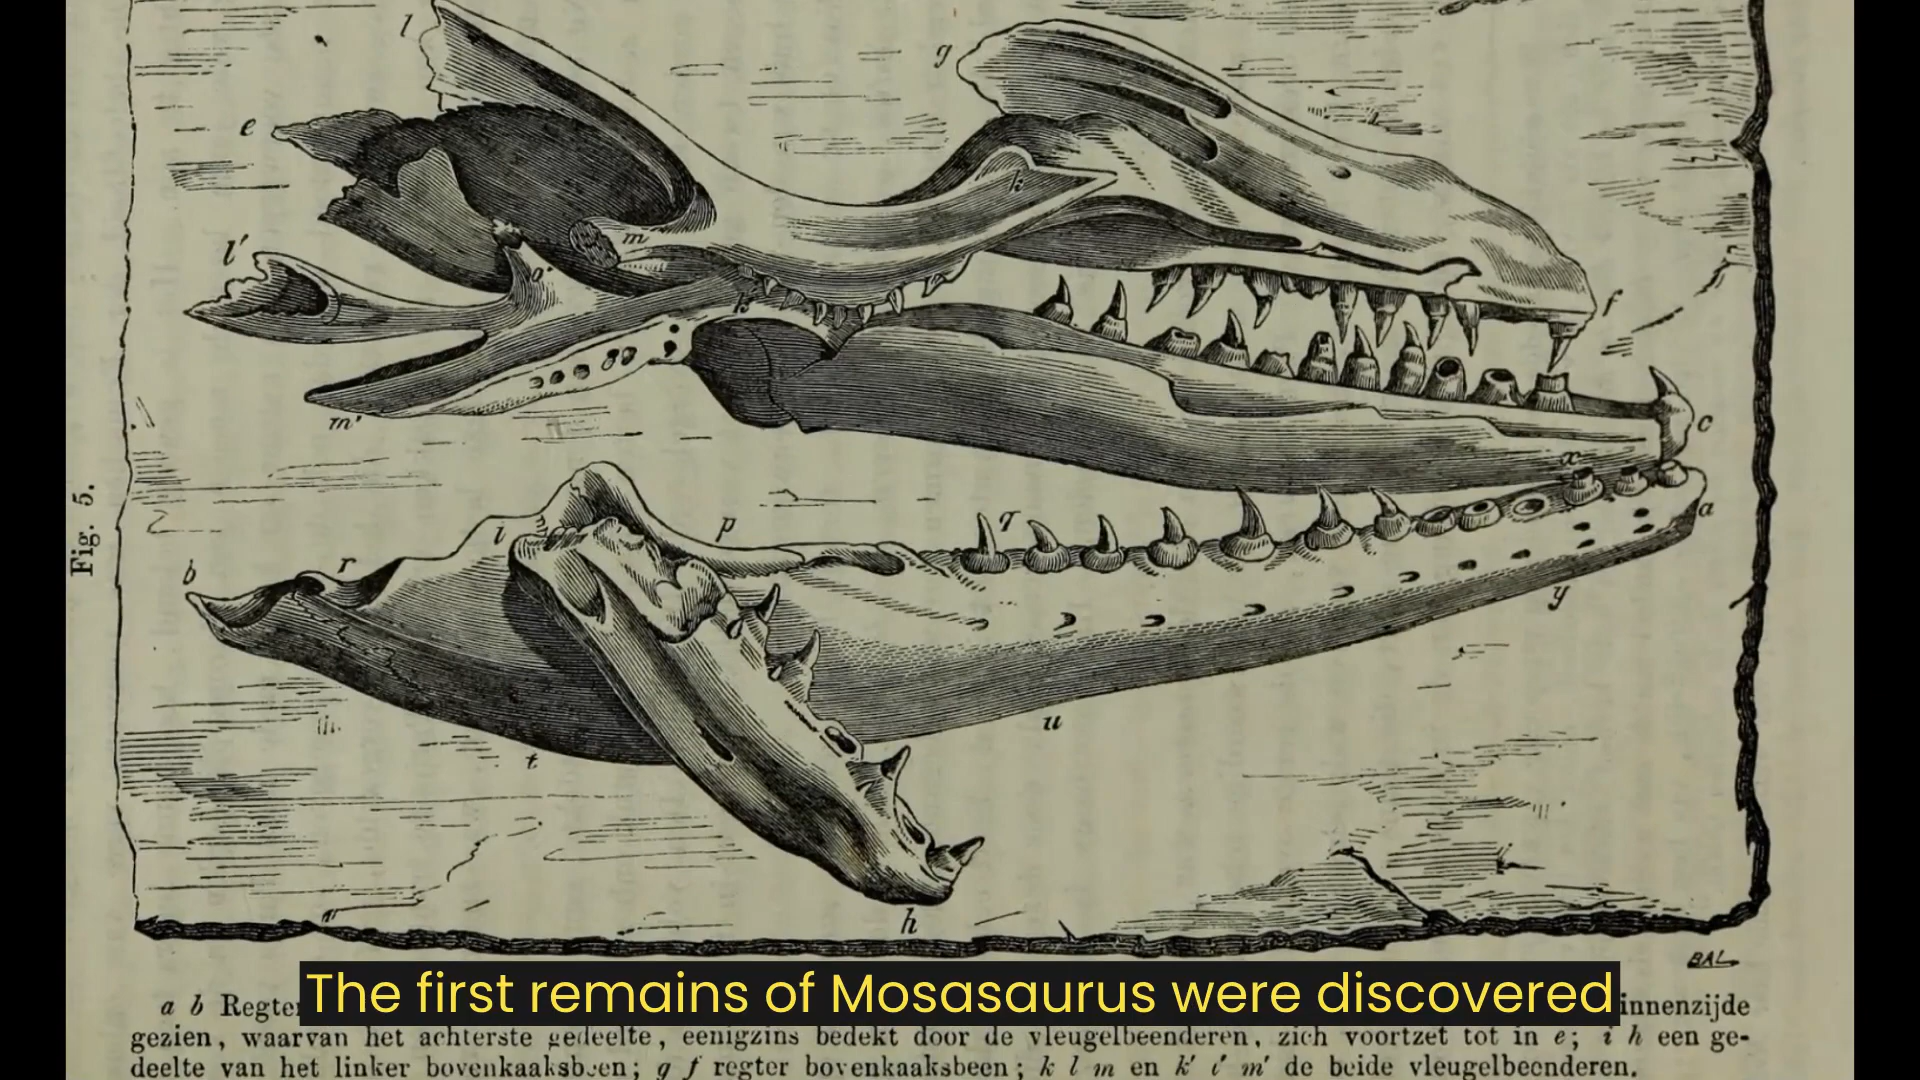 l
g
e
k
l'
m
o
k
f
m'
c
x
Fig. 5.
q
a
p
i
r
b
y
u
t
h
BAL
The first remains of Mosasaurus were discovered
a b Regter innenzijde
gezien, waarvan het achterste gedeelte, eenigzins bedekt door de vleugelbeenderen, zich voortzet tot in e; i h een ge-
deelte van het linker bovenkaaksbeen; g f regter bovenkaaksbeen; k l m en k' l' m' de beide vleugelbeenderen.